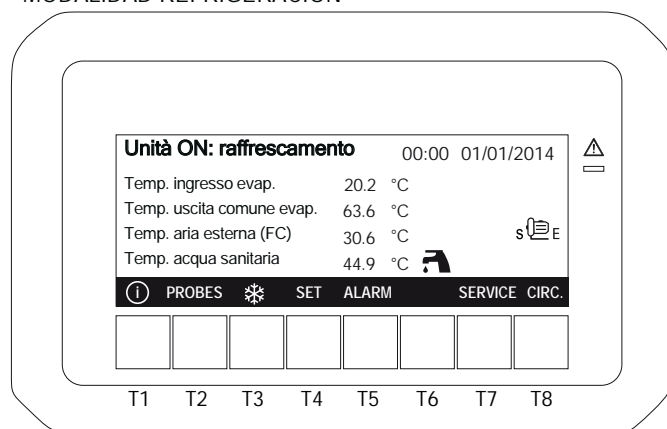 MODALIDAD REFRIGERACIÓN
Unità ON: raffrescamento 00:00 01/01/2014
Temp. ingresso evap. 20.2 °C
Temp. uscita comune evap. 63.6 °C
Temp. aria esterna (FC) 30.6 °C
S E
Temp. acqua sanitaria 44.9 °C
i PROBES SET ALARM SERVICE CIRC.
T1 T2 T3 T4 T5 T6 T7 T8